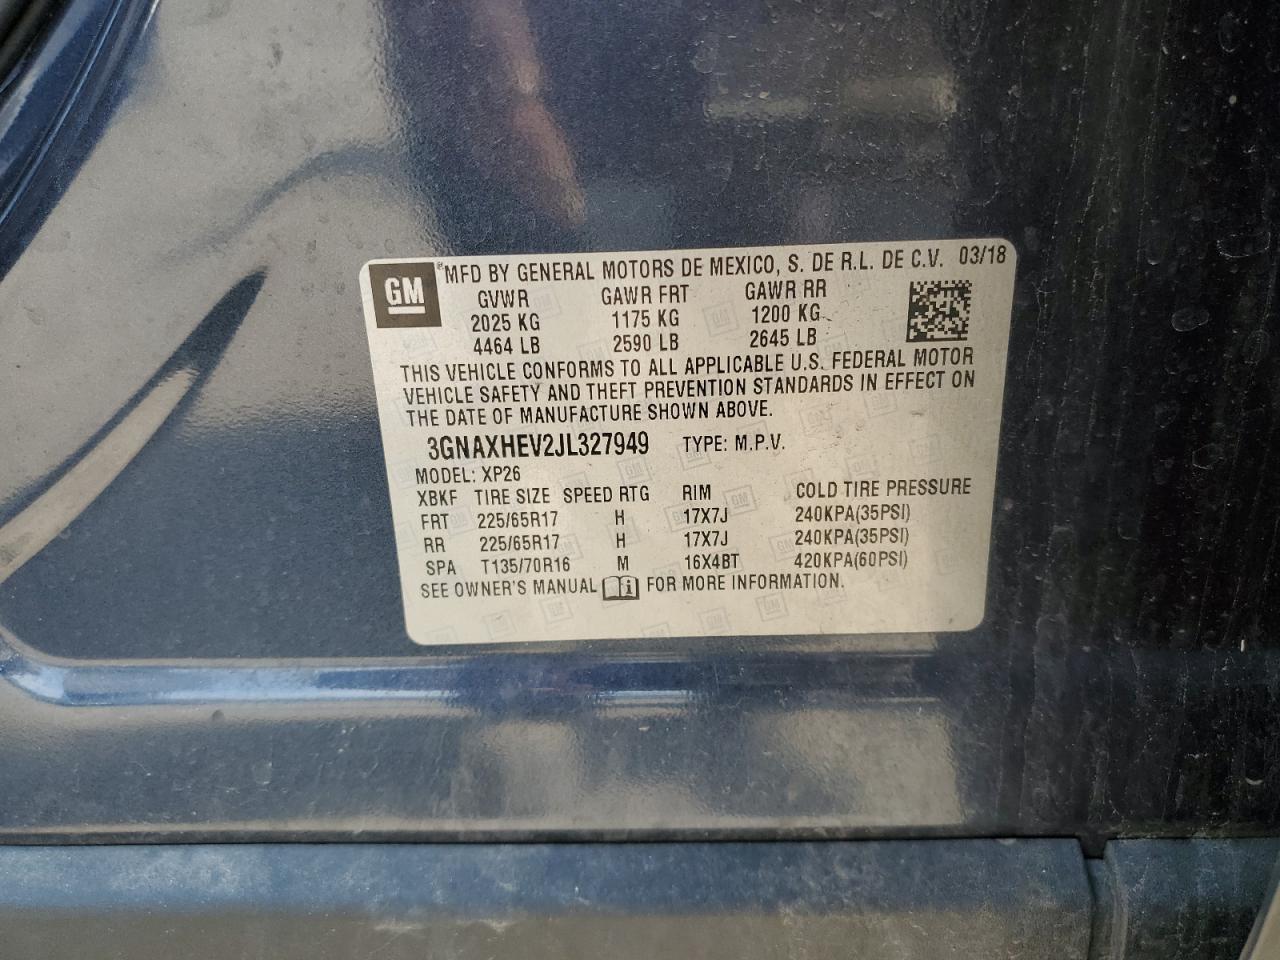 GM ® MFD BY GENERAL MOTORS DE MEXICO, S. DE R.L. DE C.V. 03/18
GVWR GAWR FRT GAWR RR
2025 KG 1175 KG 1200 KG
4464 LB 2590 LB 2645 LB
THIS VEHICLE CONFORMS TO ALL APPLICABLE U.S. FEDERAL MOTOR
VEHICLE SAFETY AND THEFT PREVENTION STANDARDS IN EFFECT ON
THE DATE OF MANUFACTURE SHOWN ABOVE.
3GNAXHEV2JL327949 TYPE: M.P.V.
MODEL: XP26
XBKF TIRE SIZE SPEED RTG RIM COLD TIRE PRESSURE
FRT 225/65R17 H 17X7J 240KPA(35PSI)
RR 225/65R17 H 17X7J 240KPA(35PSI)
SPA T135/70R16 M 16X4BT 420KPA(60PSI)
SEE OWNER'S MANUAL FOR MORE INFORMATION.